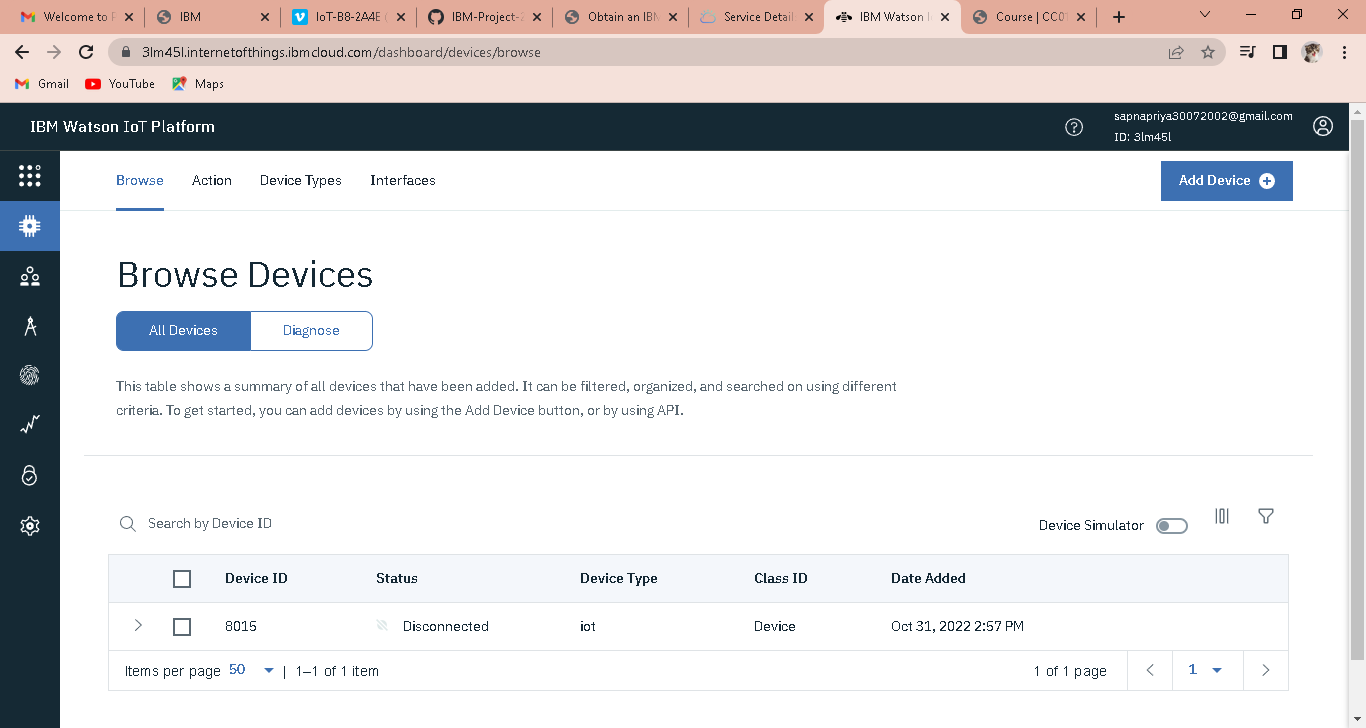 Welcome to P
IBM
IoT-B8-2A4E (
IBM-Project-2
Obtain an IBM
Service Detail
IBM Watson I
Course | CC01
3lm45l.internetofthings.ibmcloud.com/dashboard/devices/browse
Gmail
YouTube
Maps
IBM Watson IoT Platform
sapnapriya30072002@gmail.com
ID: 3lm45l
Browse
Action
Device Types
Interfaces
Add Device
Browse Devices
All Devices
Diagnose
This table shows a summary of all devices that have been added. It can be filtered, organized, and searched on using different
criteria. To get started, you can add devices by using the Add Device button, or by using API.
Search by Device ID
Device Simulator
Device ID Status Device Type Class ID Date Added
8015 Disconnected iot Device Oct 31, 2022 2:57 PM
Items per page 50 | 1–1 of 1 item 1 of 1 page 1